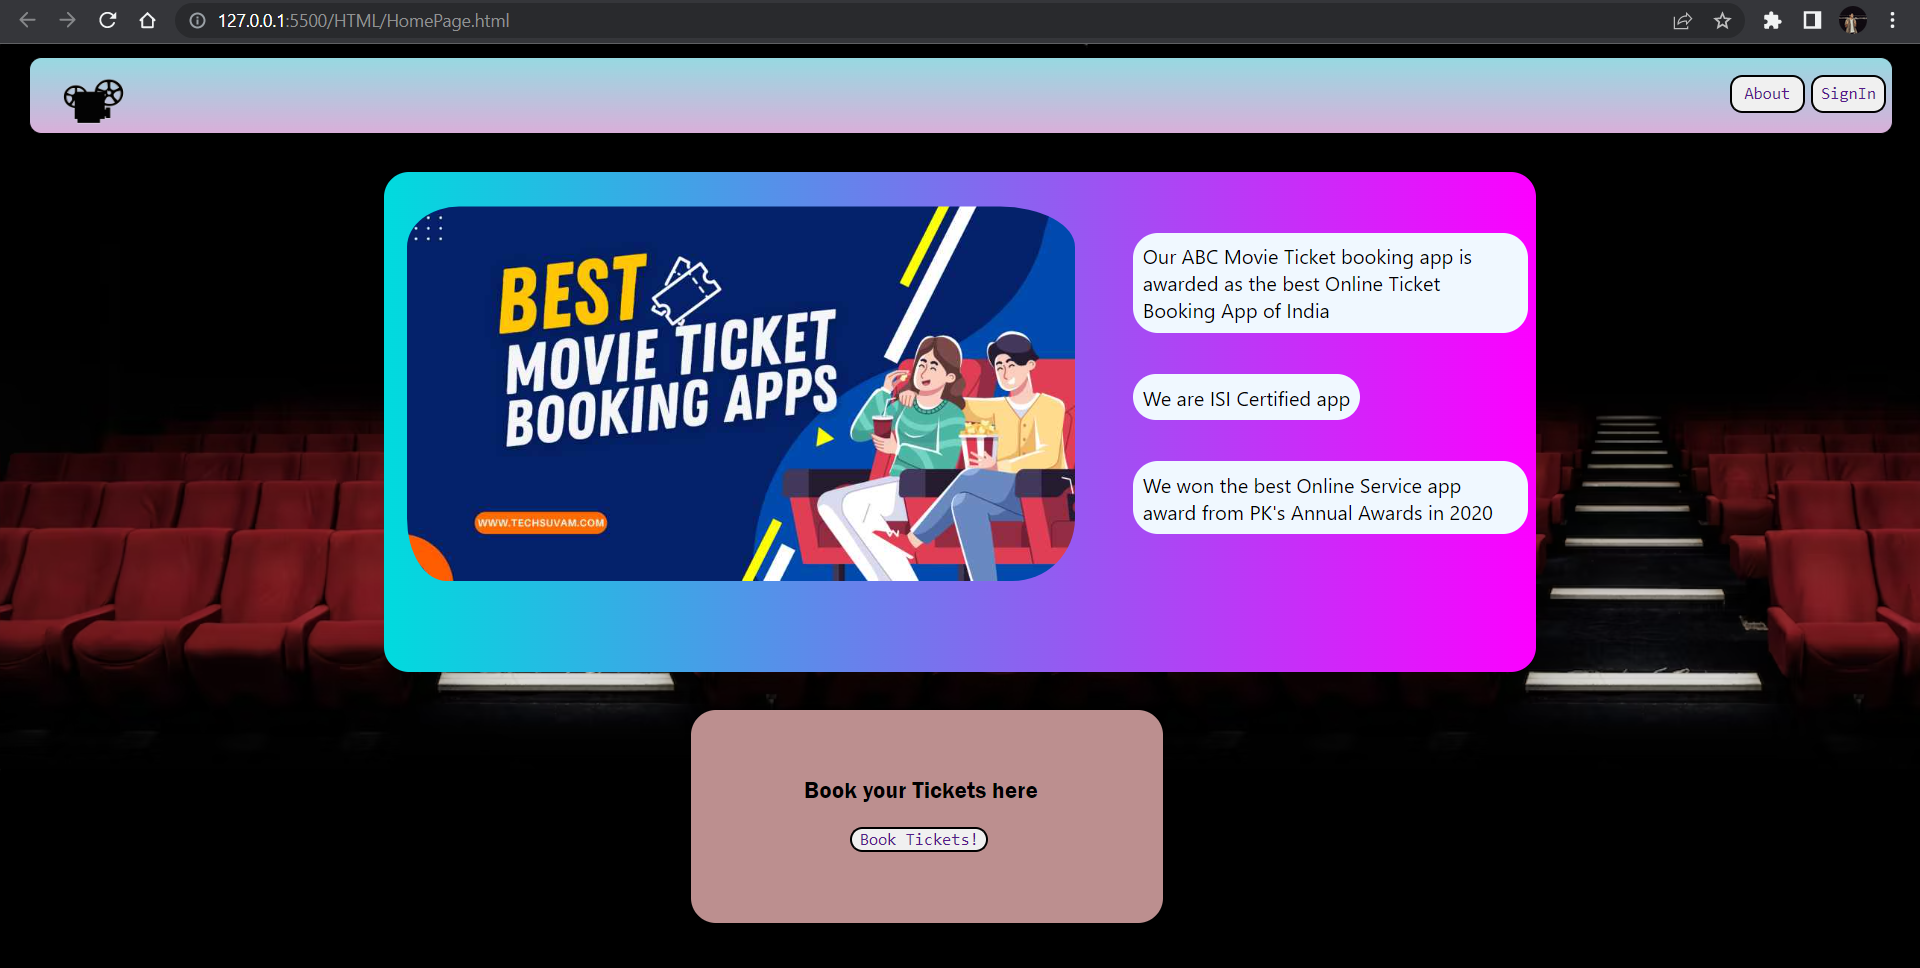 127.0.0.1:5500/HTML/HomePage.html
About
SignIn
BEST
MOVIE TICKET
BOOKING APPS
WWW.TECHSUVAM.COM
Our ABC Movie Ticket booking app is
awarded as the best Online Ticket
Booking App of India
We are ISI Certified app
We won the best Online Service app
award from PK's Annual Awards in 2020
Book your Tickets here
Book Tickets!